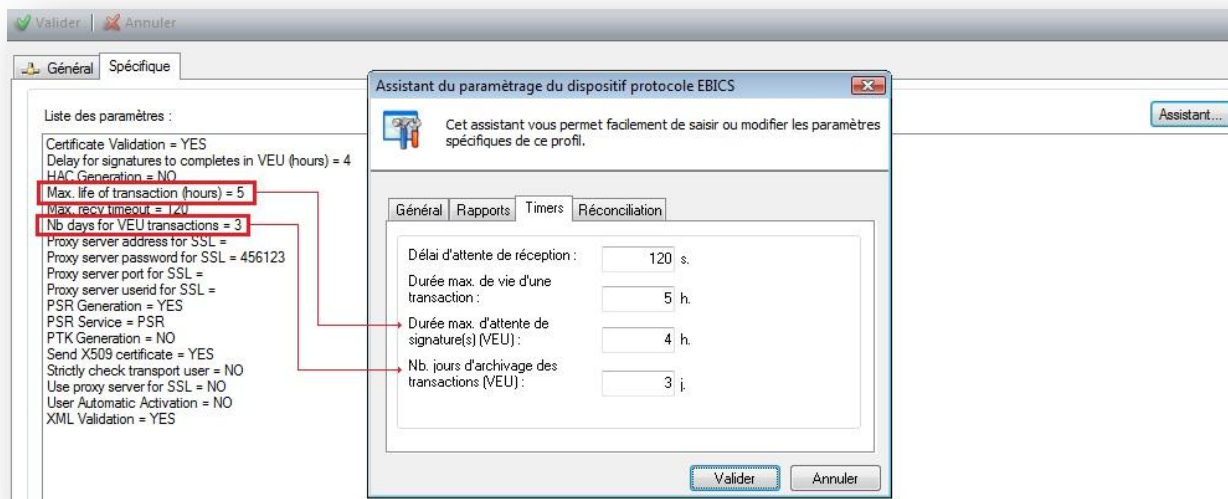 Valider Annuler
Général Spécifique
Liste des paramètres :
Assistant...
Certificate Validation = YES
Delay for signatures to completes in VEU (hours) = 4
HAC Generation = NO
Max. life of transaction (hours) = 5
Max. recv timeout = 120
Nb days for VEU transactions = 3
Proxy server address for SSL =
Proxy server password for SSL = 456123
Proxy server port for SSL =
Proxy server userid for SSL =
PSR Generation = YES
PSR Service = PSR
PTK Generation = NO
Send X509 certificate = YES
Strictly check transport user = NO
Use proxy server for SSL = NO
User Automatic Activation = NO
XML Validation = YES
Assistant du paramètrage du dispositif protocole EBICS
Cet assistant vous permet facilement de saisir ou modifier les paramètres
spécifiques de ce profil.
Général Rapports Timers Réconciliation
Délai d'attente de réception : 120 s.
Durée max. de vie d'une
transaction : 5 h.
Durée max. d'attente de
signature(s) (VEU) : 4 h.
Nb. jours d'archivage des
transactions (VEU) : 3 j.
Valider Annuler